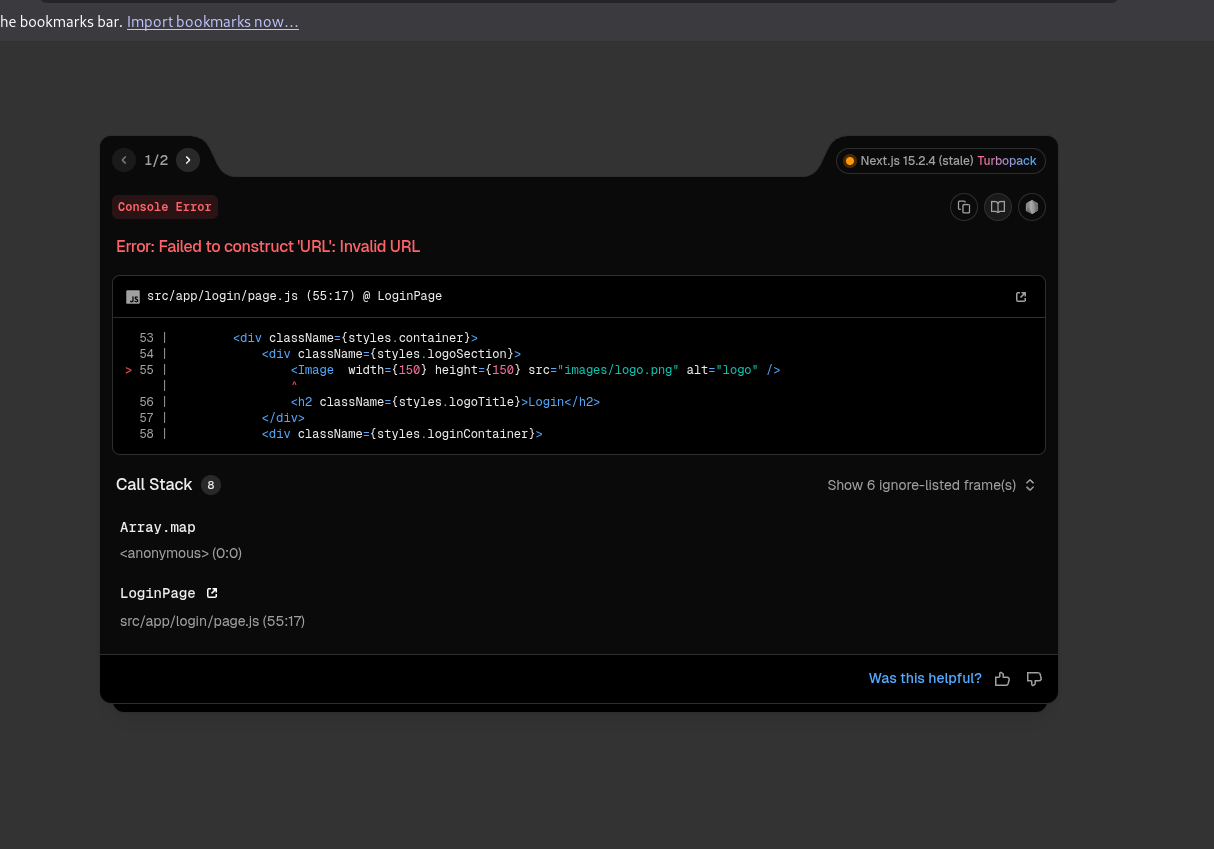 he bookmarks bar. Import bookmarks now...
1/2
Next.js 15.2.4 (stale) Turbopack
Console Error
Error: Failed to construct 'URL': Invalid URL
JS src/app/login/page.js (55:17) @ LoginPage
53 | <div className={styles.container}>
54 | <div className={styles.logoSection}>
> 55 | <Image width={150} height={150} src="images/logo.png" alt="logo" />
| ^
56 | <h2 className={styles.logoTitle}>Login</h2>
57 | </div>
58 | <div className={styles.loginContainer}>
Call Stack 8
Show 6 ignore-listed frame(s)
Array.map
<anonymous> (0:0)
LoginPage
src/app/login/page.js (55:17)
Was this helpful?